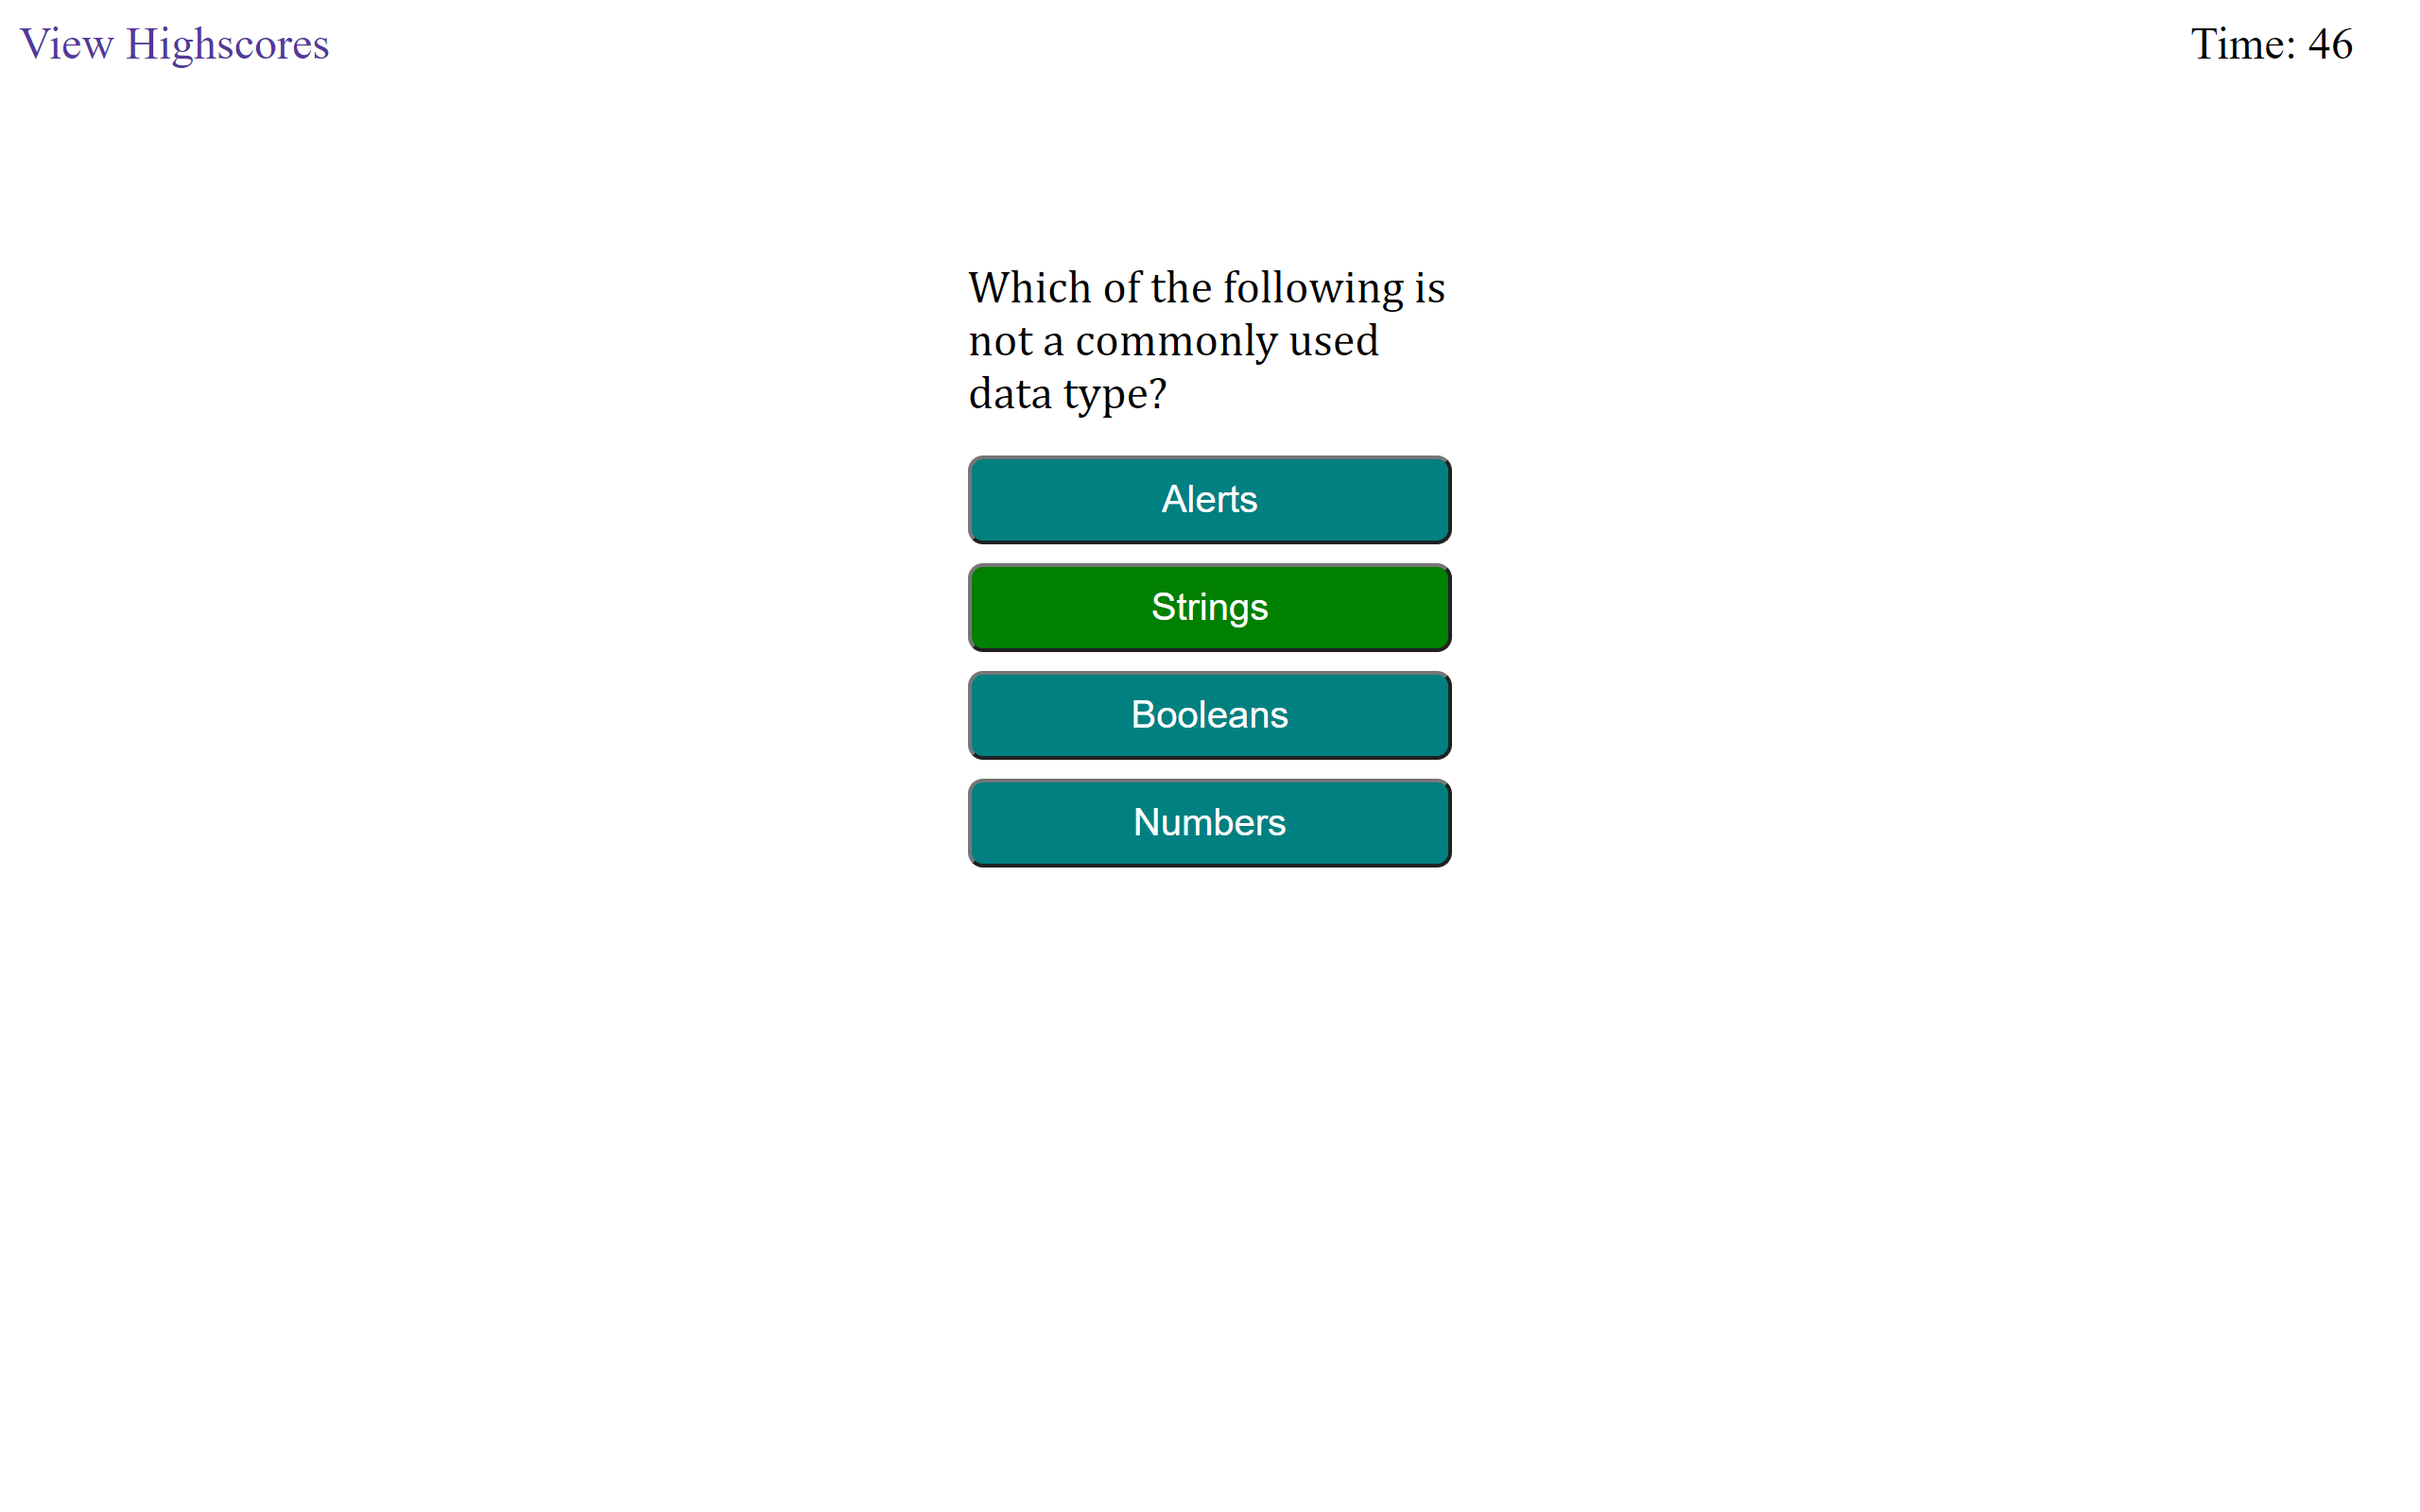 View Highscores
Time: 46
Which of the following is
not a commonly used
data type?
Alerts
Strings
Booleans
Numbers